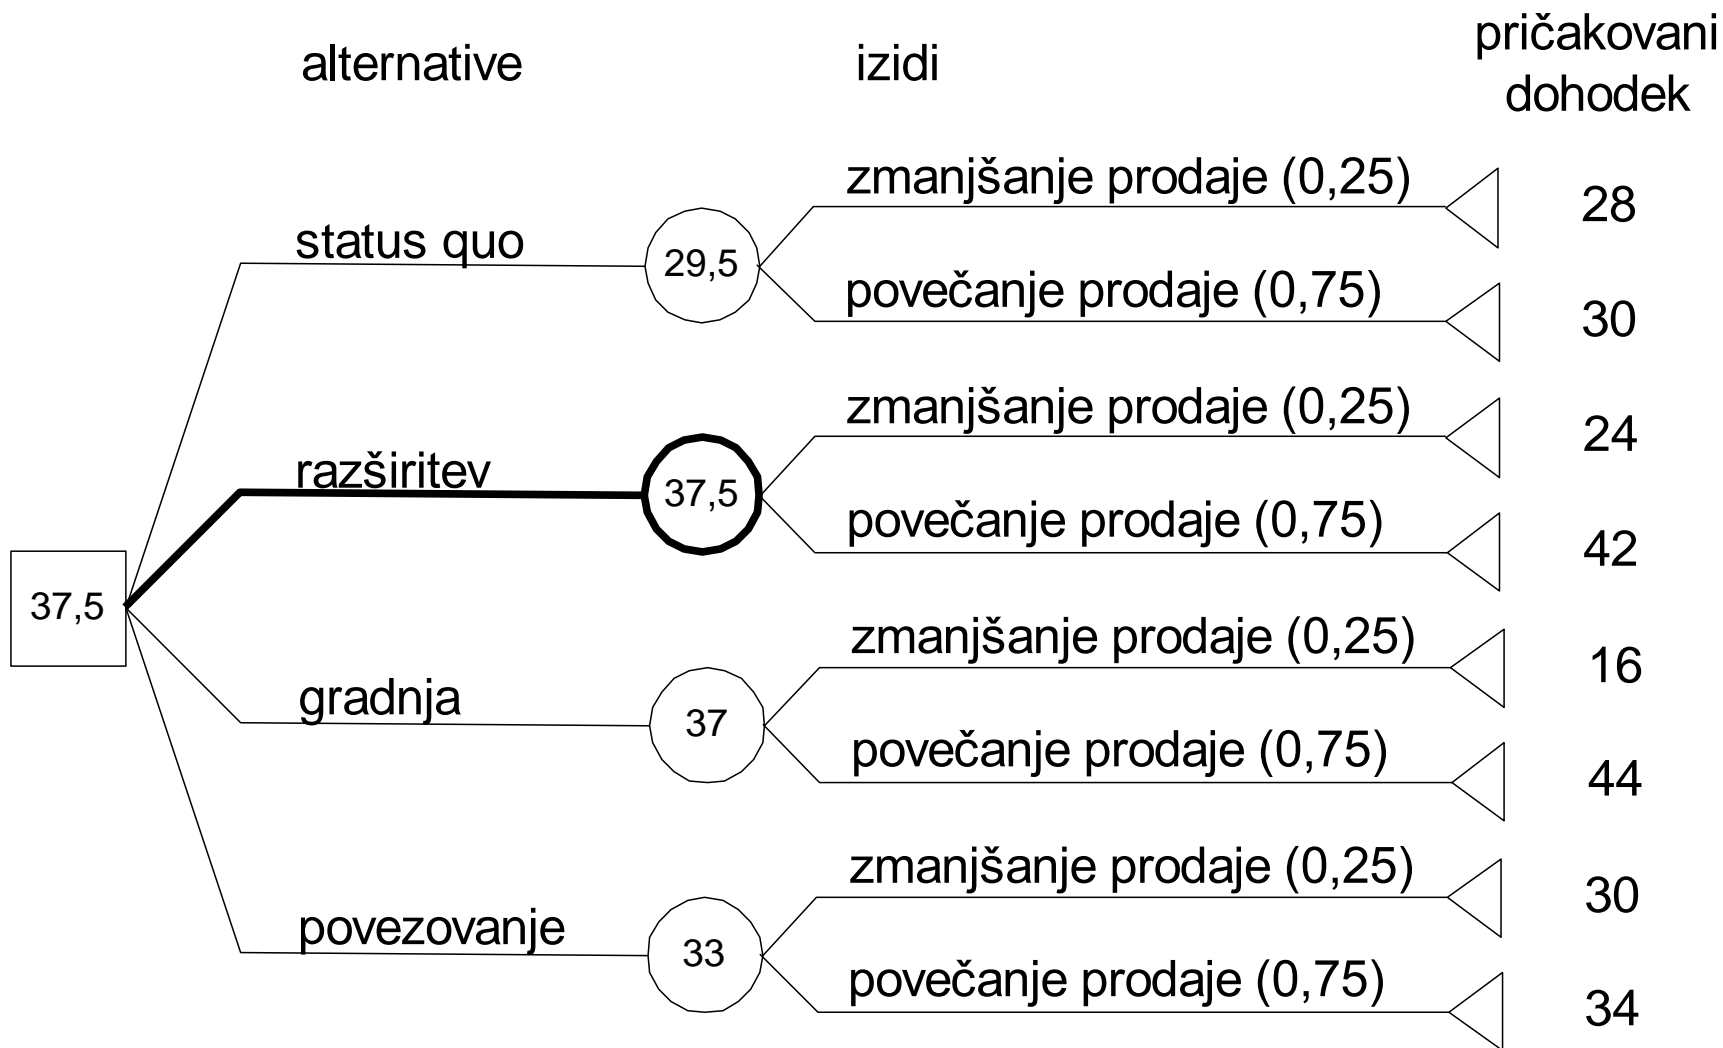 alternative
izidi
pričakovani
dohodek
zmanjšanje prodaje (0,25)
28
status quo
29,5
povečanje prodaje (0,75)
30
zmanjšanje prodaje (0,25)
24
razširitev
37,5
povečanje prodaje (0,75)
42
37,5
zmanjšanje prodaje (0,25)
16
gradnja
37
povečanje prodaje (0,75)
44
zmanjšanje prodaje (0,25)
30
povezovanje
33
povečanje prodaje (0,75)
34